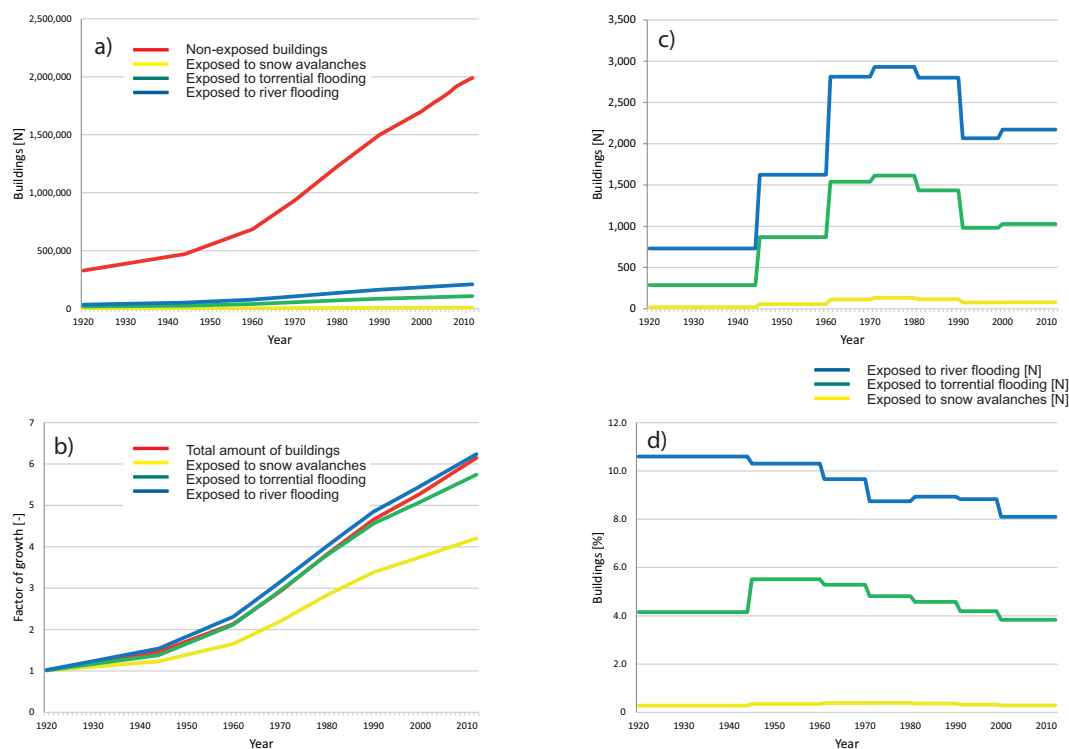 a)
2,500,000
2,000,000
1,500,000
1,000,000
500,000
0
Buildings [N]
Non-exposed buildings
Exposed to snow avalanches
Exposed to torrential flooding
Exposed to river flooding
1920 1930 1940 1950 1960 1970 1980 1990 2000 2010
Year
c)
3,500
3,000
2,500
2,000
1,500
1,000
500
0
Buildings [N]
1920 1930 1940 1950 1960 1970 1980 1990 2000 2010
Year
Exposed to river flooding [N]
Exposed to torrential flooding [N]
Exposed to snow avalanches [N]
b)
7
6
5
4
3
2
1
0
Factor of growth [-]
Total amount of buildings
Exposed to snow avalanches
Exposed to torrential flooding
Exposed to river flooding
1920 1930 1940 1950 1960 1970 1980 1990 2000 2010
Year
d)
12.0
10.0
8.0
6.0
4.0
2.0
0
Buildings [%]
1920 1930 1940 1950 1960 1970 1980 1990 2000 2010
Year